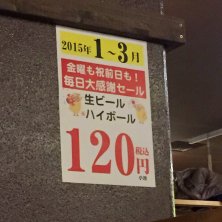 2015年1～3月
金曜も祝前日も！
毎日大感謝セール
生ビール
ハイボール
120円
税込